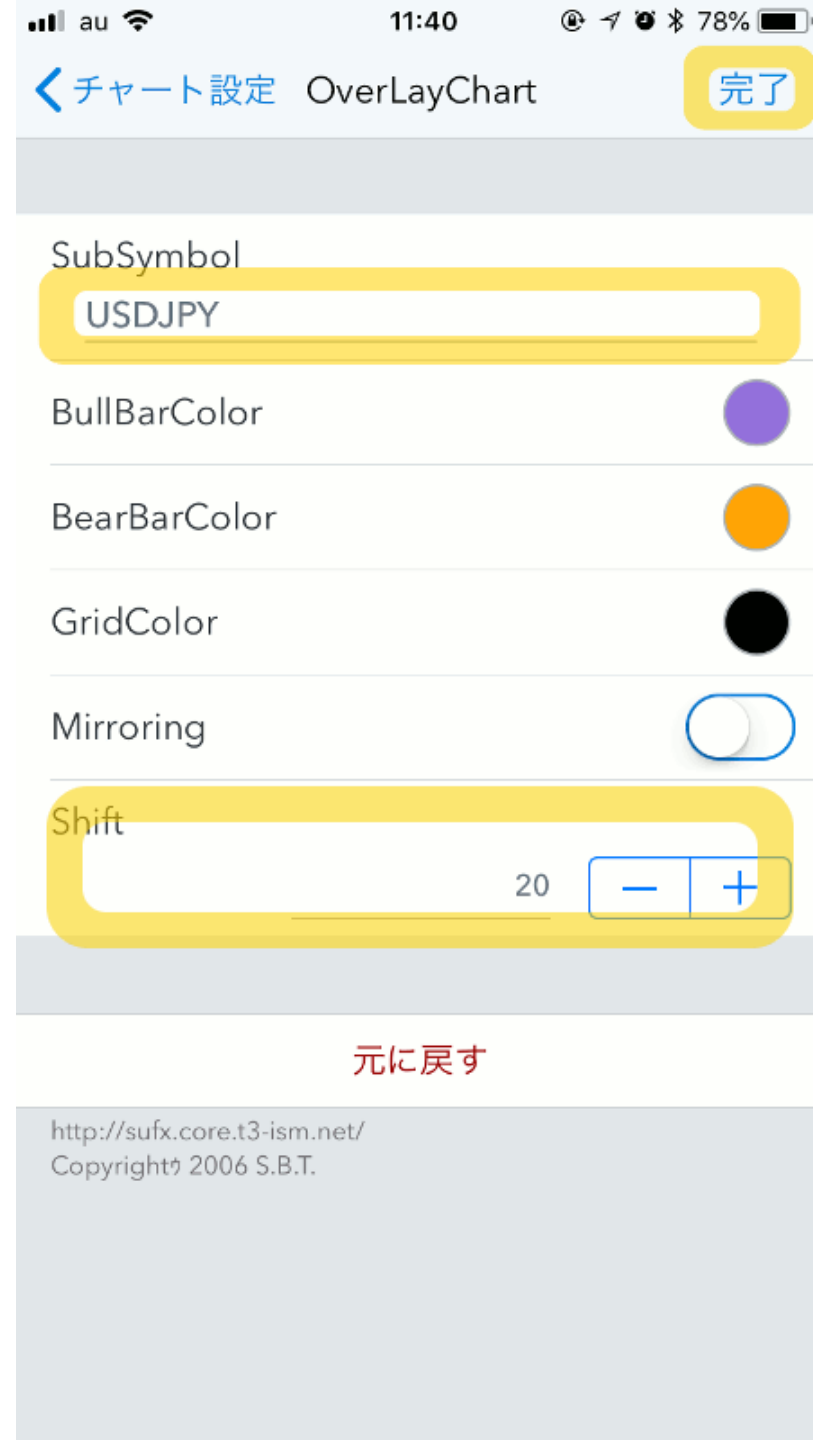 au 11:40 78%
チャート設定 OverLayChart 完了
SubSymbol
USDJPY
BullBarColor
BearBarColor
GridColor
Mirroring
Shift
20 − +
元に戻す
http://sufx.core.t3-ism.net/
Copyrightゥ 2006 S.B.T.